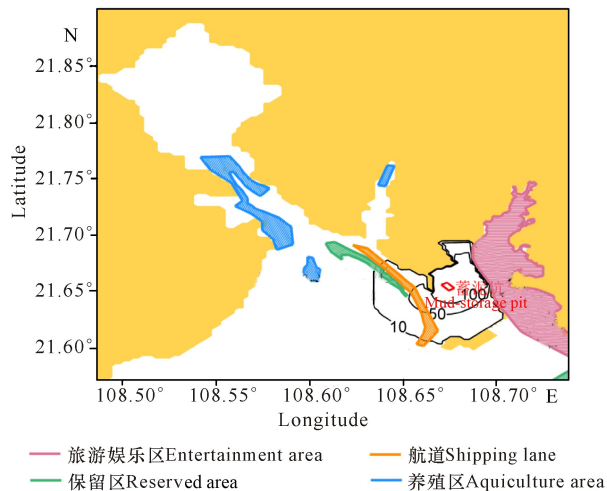 N
21.85°
21.80°
21.75°
21.70°
21.65°
21.60°
Latitude
蓄泥坑
Mud-storage pit
100
50
10
108.50° 108.55° 108.60° 108.65° 108.70° E
Longitude
旅游娱乐区Entertainment area 航道Shipping lane
保留区Reserved area 养殖区Aquiculture area